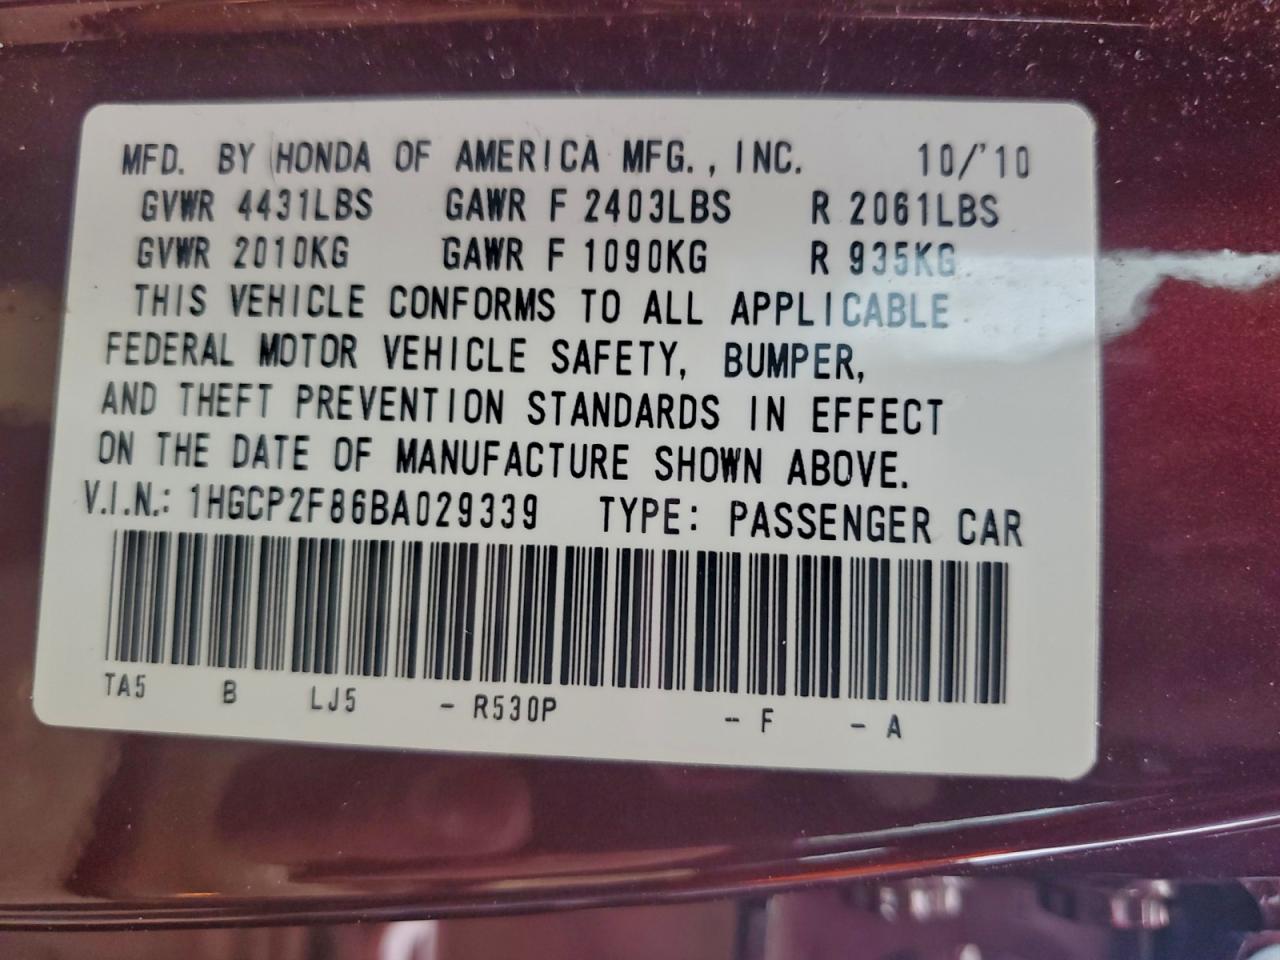 MFD. BY HONDA OF AMERICA MFG., INC. 10/'10
GVWR 4431LBS GAWR F 2403LBS R 2061LBS
GVWR 2010KG GAWR F 1090KG R 935KG
THIS VEHICLE CONFORMS TO ALL APPLICABLE
FEDERAL MOTOR VEHICLE SAFETY, BUMPER,
AND THEFT PREVENTION STANDARDS IN EFFECT
ON THE DATE OF MANUFACTURE SHOWN ABOVE.
V.I.N.: 1HGCP2F86BA029339 TYPE: PASSENGER CAR
TA5 B LJ5 - R530P - F - A